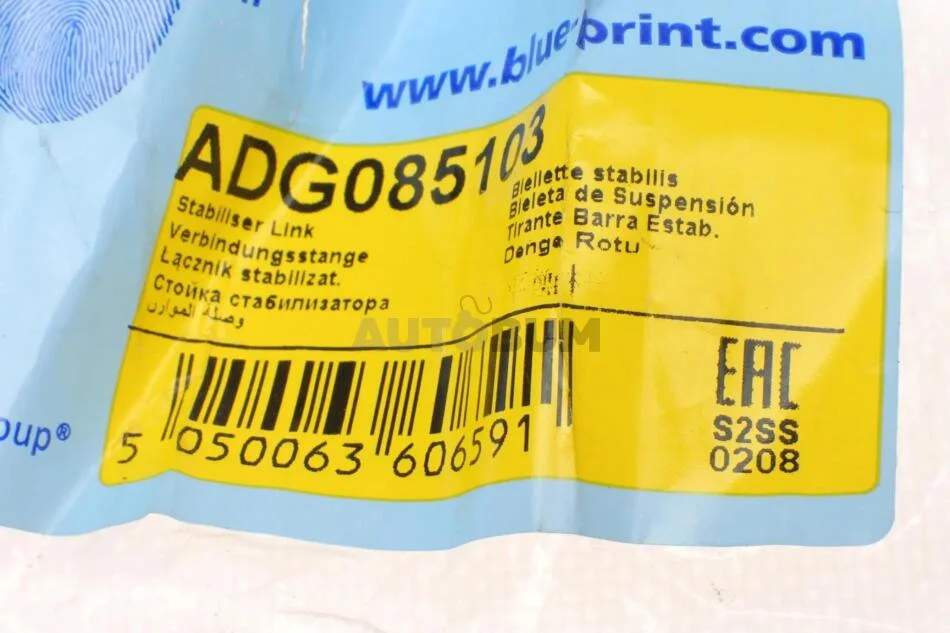 www.blue-print.com
ADG085103
Stabiliser Link
Verbindungsstange
Łącznik stabilizat.
Стойка стабилизатора
وصلة الموازن
Biellette stabilis
Bieleta de Suspensión
Tirante Barra Estab.
Denge Rotu
AUTOBUM
5 050063 606591
EAC
S2SS
0208
oup®